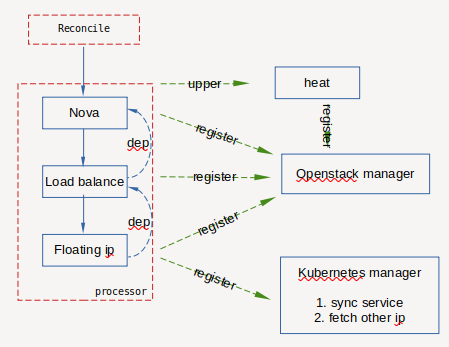 Reconcile
upper
heat
Nova
register
register
dep
Load balance
register
Openstack manager
dep
register
Floating ip
register
Kubernetes manager
processor
1. sync service
2. fetch other ip